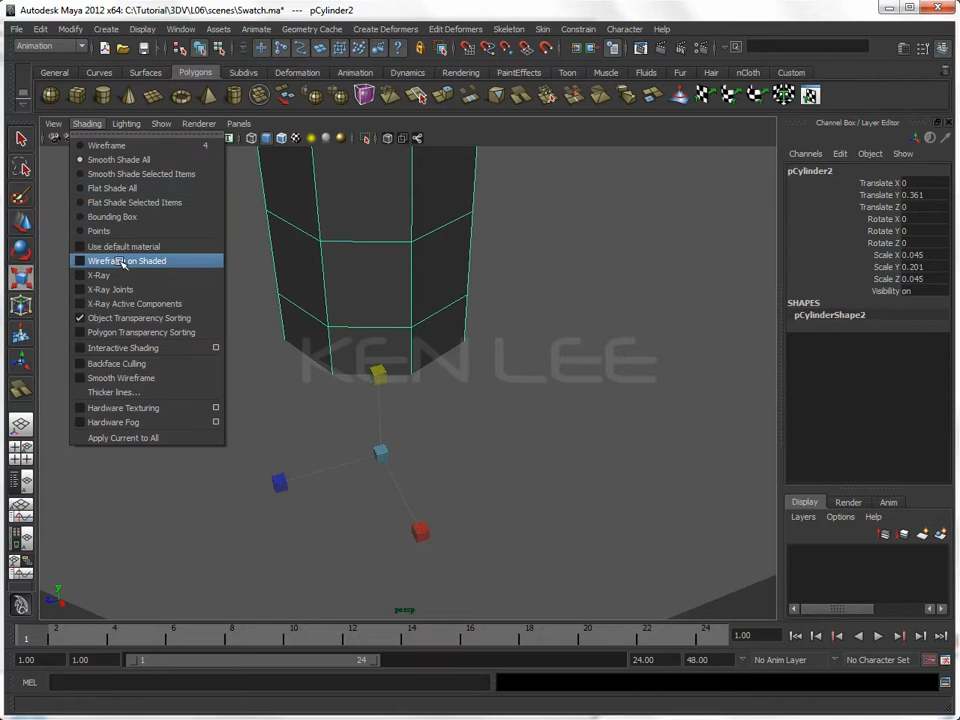 Autodesk Maya 2012 x64: C:\Tutorial\3DV\L06\scenes\Swatch.ma* --- pCylinder2
File Edit Modify Create Display Window Assets Animate Geometry Cache Create Deformers Edit Deformers Skeleton Skin Constrain Character Help
Animation
General Curves Surfaces Polygons Subdivs Deformation Animation Dynamics Rendering PaintEffects Toon Muscle Fluids Fur Hair nCloth Custom
View Shading Lighting Show Renderer Panels
Channel Box / Layer Editor
Wireframe 4
Smooth Shade All
Smooth Shade Selected Items
Flat Shade All
Flat Shade Selected Items
Bounding Box
Points
Use default material
Wireframe on Shaded
X-Ray
X-Ray Joints
X-Ray Active Components
Object Transparency Sorting
Polygon Transparency Sorting
Interactive Shading
Backface Culling
Smooth Wireframe
Thicker lines...
Hardware Texturing
Hardware Fog
Apply Current to All
KEN LEE
y
persp
Channels Edit Object Show
pCylinder2
Translate X 0
Translate Y 0.361
Translate Z 0
Rotate X 0
Rotate Y 0
Rotate Z 0
Scale X 0.045
Scale Y 0.201
Scale Z 0.045
Visibility on
SHAPES
pCylinderShape2
Display Render Anim
Layers Options Help
1 2 4 6 8 10 12 14 16 18 20 22 24 1.00
1.00 1.00 1 24 24.00 48.00 No Anim Layer No Character Set
MEL